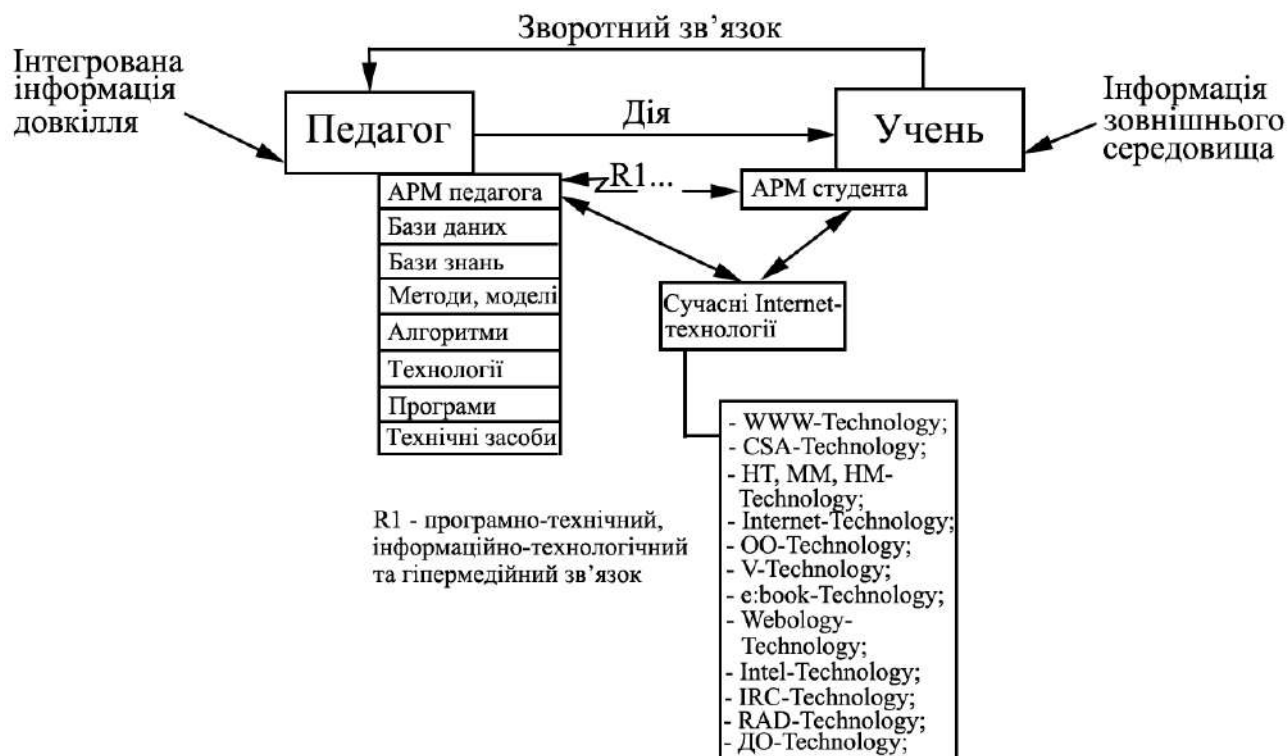 Зворотний зв’язок
Інтегрована
інформація
довкілля
Педагог
Дія
Учень
Інформація
зовнішнього
середовища
АРМ педагога
R1...
АРМ студента
Бази даних
Бази знань
Методи, моделі
Алгоритми
Технології
Програми
Технічні засоби
Сучасні Internet-
технології
R1 - програмно-технічний,
інформаційно-технологічний
та гіпермедійний зв’язок
- WWW-Technology;
- CSA-Technology;
- HT, MM, HM-
Technology;
- Internet-Technology;
- OO-Technology;
- V-Technology;
- e:book-Technology;
- Webology-
Technology;
- Intel-Technology;
- IRC-Technology;
- RAD-Technology;
- ДО-Technology;